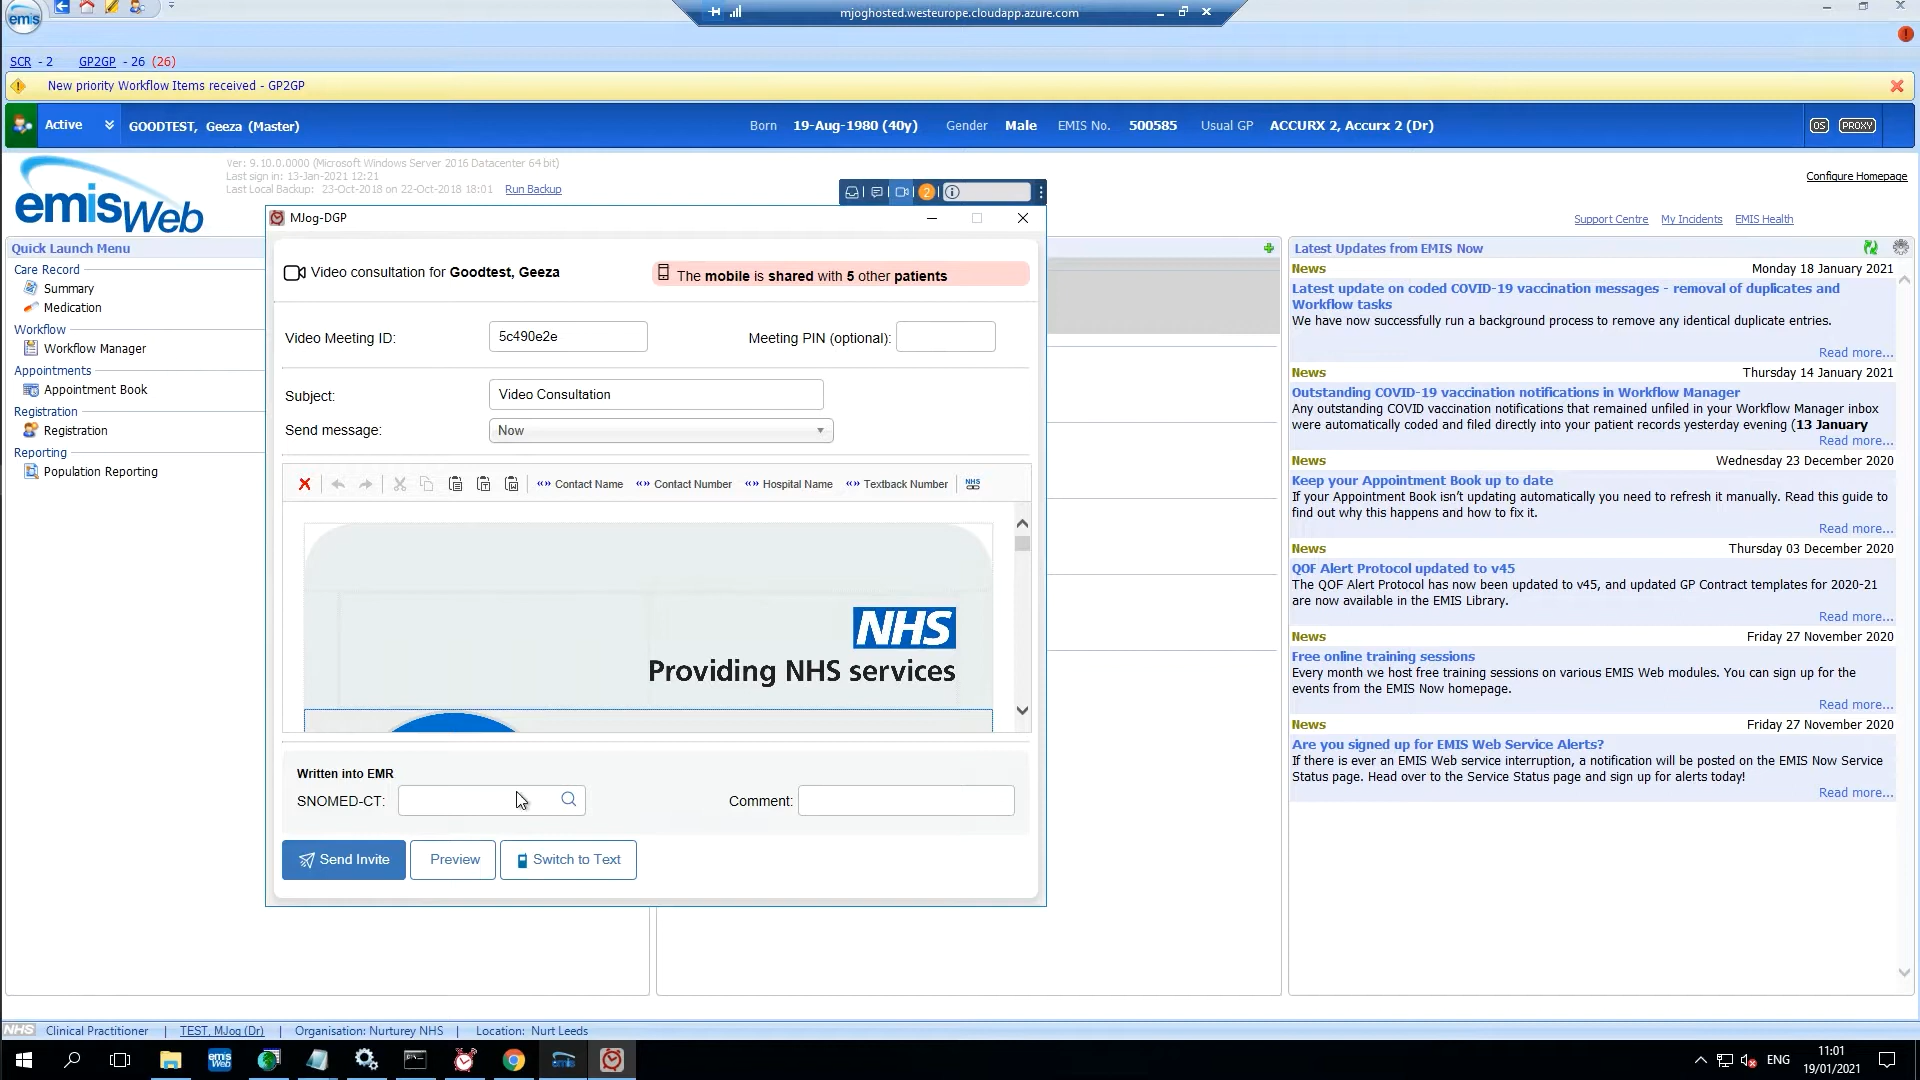 emis
mjoghosted.westeurope.cloudapp.azure.com
SCR - 2 GP2GP - 26 (26)
New priority Workflow Items received - GP2GP
Active GOODTEST, Geeza (Master) Born 19-Aug-1980 (40y) Gender Male EMIS No. 500585 Usual GP ACCURX 2, Accurx 2 (Dr) OS PROXY
emisWeb
Ver: 9.10.0.0000 (Microsoft Windows Server 2016 Datacenter 64 bit)
Last sign in: 13-Jan-2021 12:21
Last Local Backup: 23-Oct-2018 on 22-Oct-2018 18:01 Run Backup
Configure Homepage
Support Centre My Incidents EMIS Health
2
Quick Launch Menu
Care Record
Summary
Medication
Workflow
Workflow Manager
Appointments
Appointment Book
Registration
Registration
Reporting
Population Reporting
MJog-DGP
Video consultation for Goodtest, Geeza
The mobile is shared with 5 other patients
Video Meeting ID: 5c490e2e Meeting PIN (optional):
Subject: Video Consultation
Send message: Now
Contact Name Contact Number Hospital Name Textback Number NHS
NHS
Providing NHS services
Written into EMR
SNOMED-CT: Comment:
Send Invite Preview Switch to Text
Latest Updates from EMIS Now
News Monday 18 January 2021
Latest update on coded COVID-19 vaccination messages - removal of duplicates and
Workflow tasks
We have now successfully run a background process to remove any identical duplicate entries.
Read more...
News Thursday 14 January 2021
Outstanding COVID-19 vaccination notifications in Workflow Manager
Any outstanding COVID vaccination notifications that remained unfiled in your Workflow Manager inbox
were automatically coded and filed directly into your patient records yesterday evening (13 January
Read more...
News Wednesday 23 December 2020
Keep your Appointment Book up to date
If your Appointment Book isn't updating automatically you need to refresh it manually. Read this guide to
find out why this happens and how to fix it.
Read more...
News Thursday 03 December 2020
QOF Alert Protocol updated to v45
The QOF Alert Protocol has now been updated to v45, and updated GP Contract templates for 2020-21
are now available in the EMIS Library.
Read more...
News Friday 27 November 2020
Free online training sessions
Every month we host free training sessions on various EMIS Web modules. You can sign up for the
events from the EMIS Now homepage.
Read more...
News Friday 27 November 2020
Are you signed up for EMIS Web Service Alerts?
If there is ever an EMIS Web service interruption, a notification will be posted on the EMIS Now Service
Status page. Head over to the Service Status page and sign up for alerts today!
Read more...
NHS Clinical Practitioner | TEST, MJog (Dr) | Organisation: Nurturey NHS | Location: Nurt Leeds
emis Web
ENG 11:01
19/01/2021